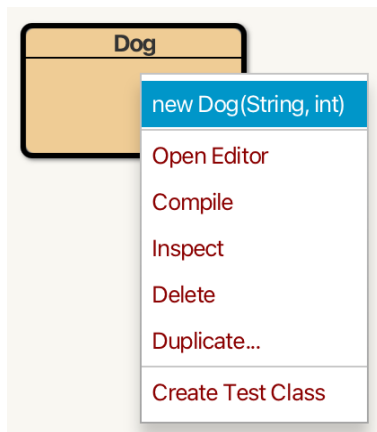 Dog
new Dog(String, int)
Open Editor
Compile
Inspect
Delete
Duplicate...
Create Test Class